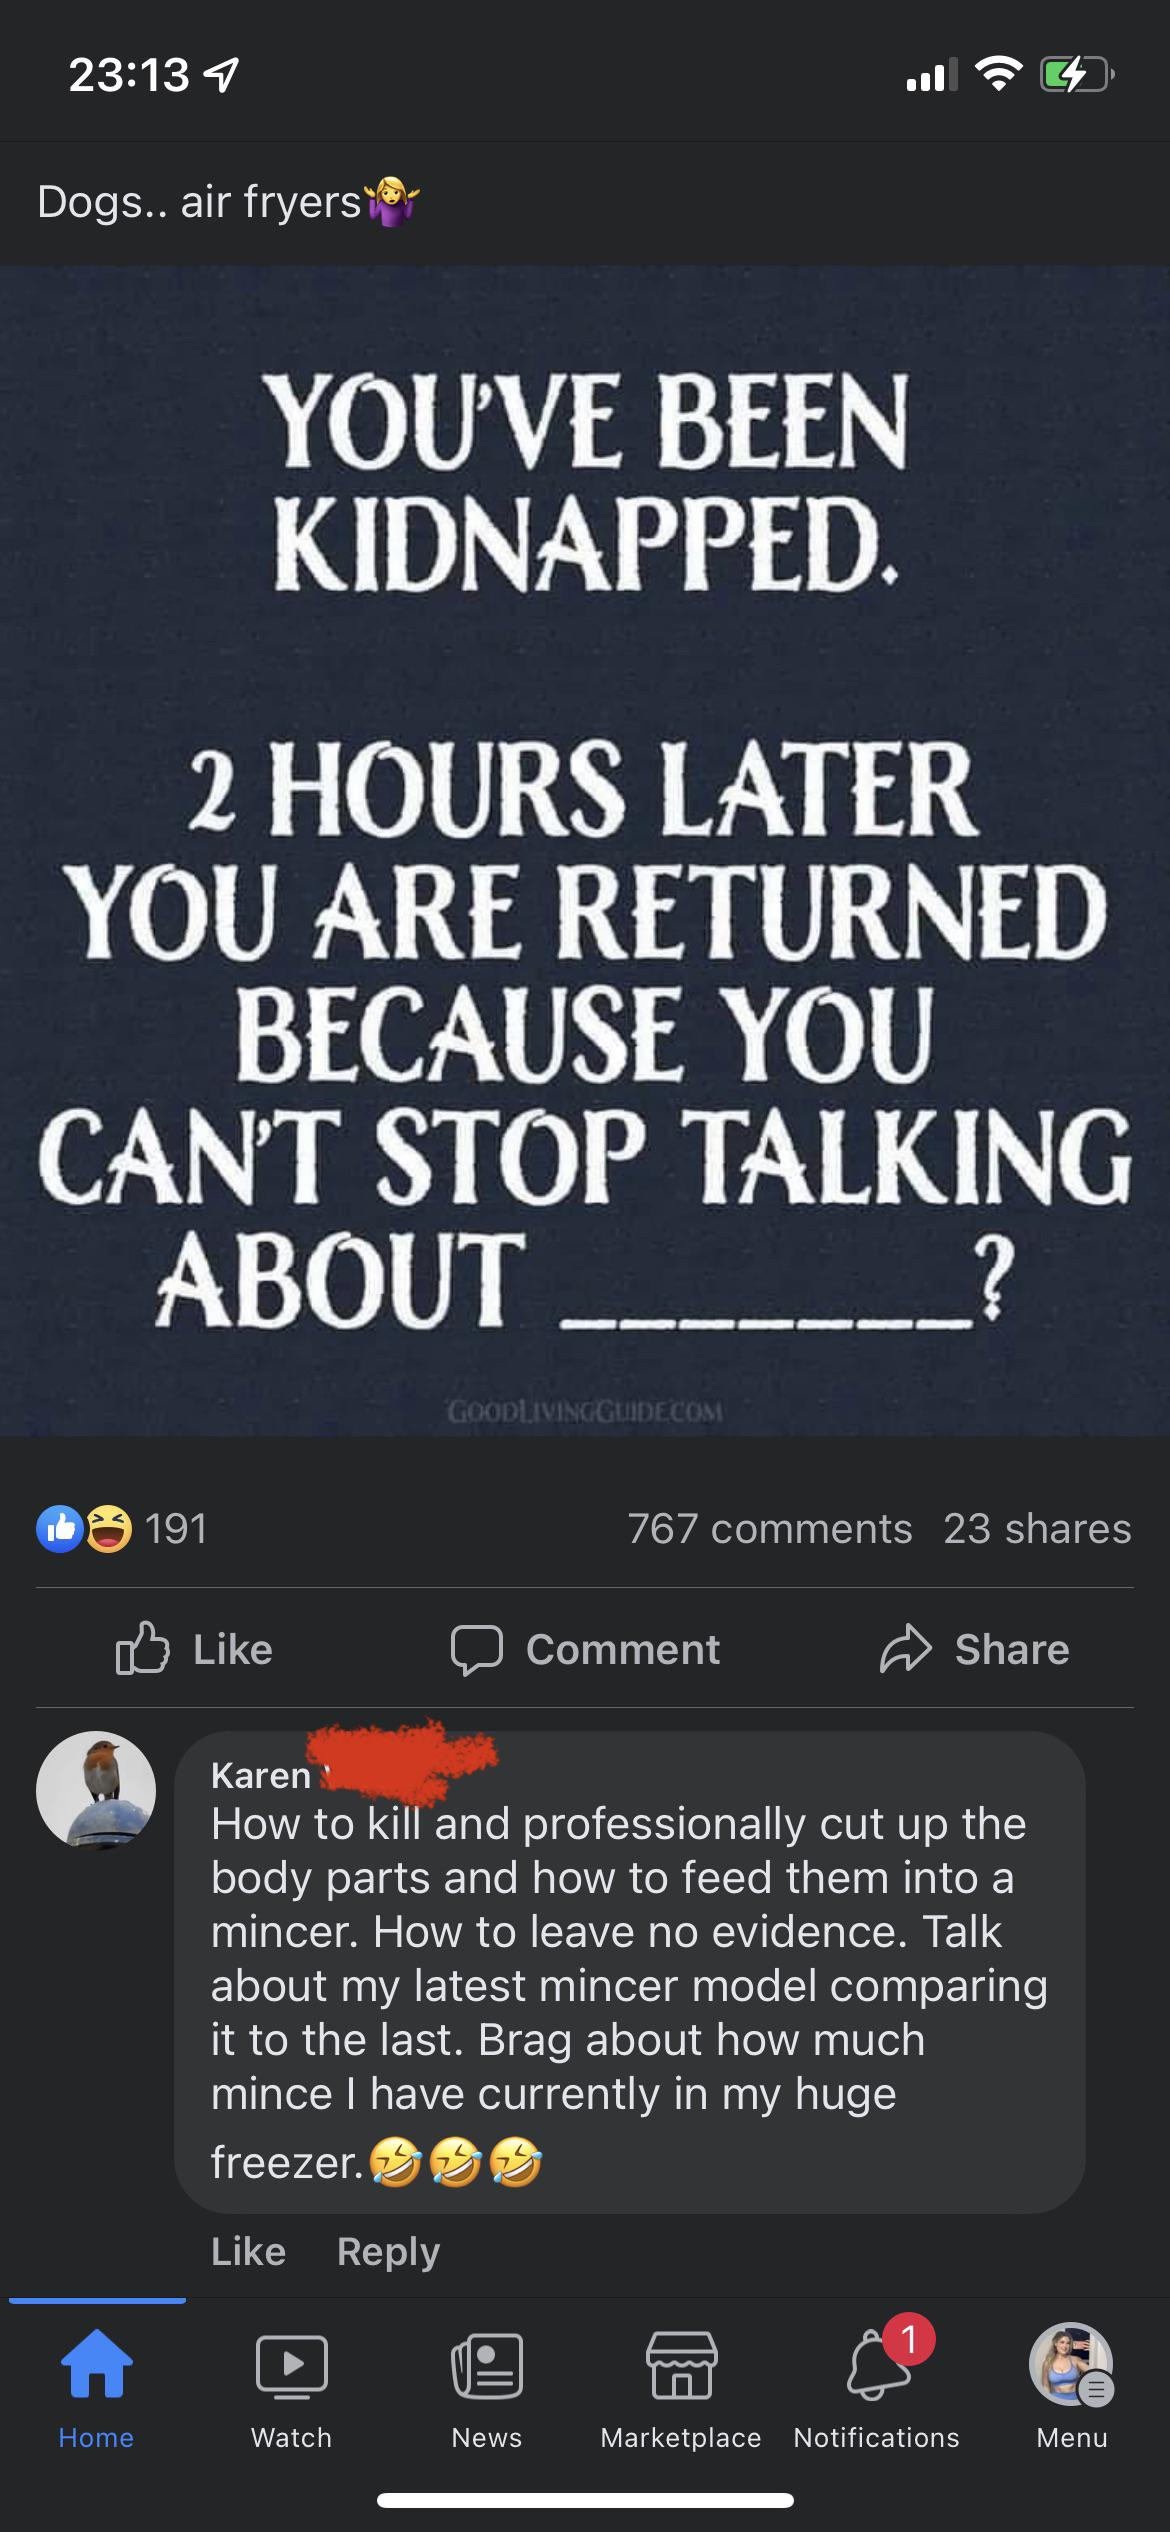 23:13
Dogs.. air fryers🤷‍♀️
YOU'VE BEEN
KIDNAPPED.
2 HOURS LATER
YOU ARE RETURNED
BECAUSE YOU
CAN'T STOP TALKING
ABOUT _______?
GOODLIVINGGUIDE.COM
191 767 comments 23 shares
Like Comment Share
Karen
How to kill and professionally cut up the
body parts and how to feed them into a
mincer. How to leave no evidence. Talk
about my latest mincer model comparing
it to the last. Brag about how much
mince I have currently in my huge
freezer.🤣🤣🤣
Like Reply
1
Home Watch News Marketplace Notifications Menu